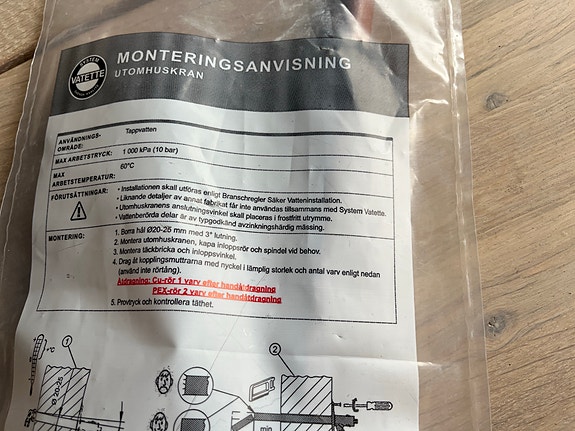 SYSTEM
VATETTE
MONTERINGSANVISNING
UTOMHUSKRAN
ANVÄNDNINGS-
OMRÅDE:
Tappvatten
MAX ARBETSTRYCK:
1 000 kPa (10 bar)
MAX
ARBETSTEMPERATUR:
60°C
FÖRUTSÄTTNINGAR:
• Installationen skall utföras enligt Branschregler Säker Vatteninstallation.
• Liknande detaljer av annat fabrikat får inte användas tillsammans med System Vatette.
• Utomhuskranens anslutningsvinkel skall placeras i frostfritt utrymme.
• Vattenberörda delar är av typgodkänd avzinkningshärdig mässing.
MONTERING:
1. Borra hål Ø20-25 mm med 3° lutning.
2. Montera utomhuskranen, kapa inloppsrör och spindel vid behov.
3. Montera täckbricka och inloppsvinkel.
4. Drag åt kopplingsmuttrarna med nyckel i lämplig storlek och antal varv enligt nedan
(använd inte rörtång).
Åtdragning: Cu-rör 1 varv efter handåtdragning
PEX-rör 2 varv efter handåtdragning
5. Provtryck och kontrollera täthet.
1
2
°C
Ø 20-25
min